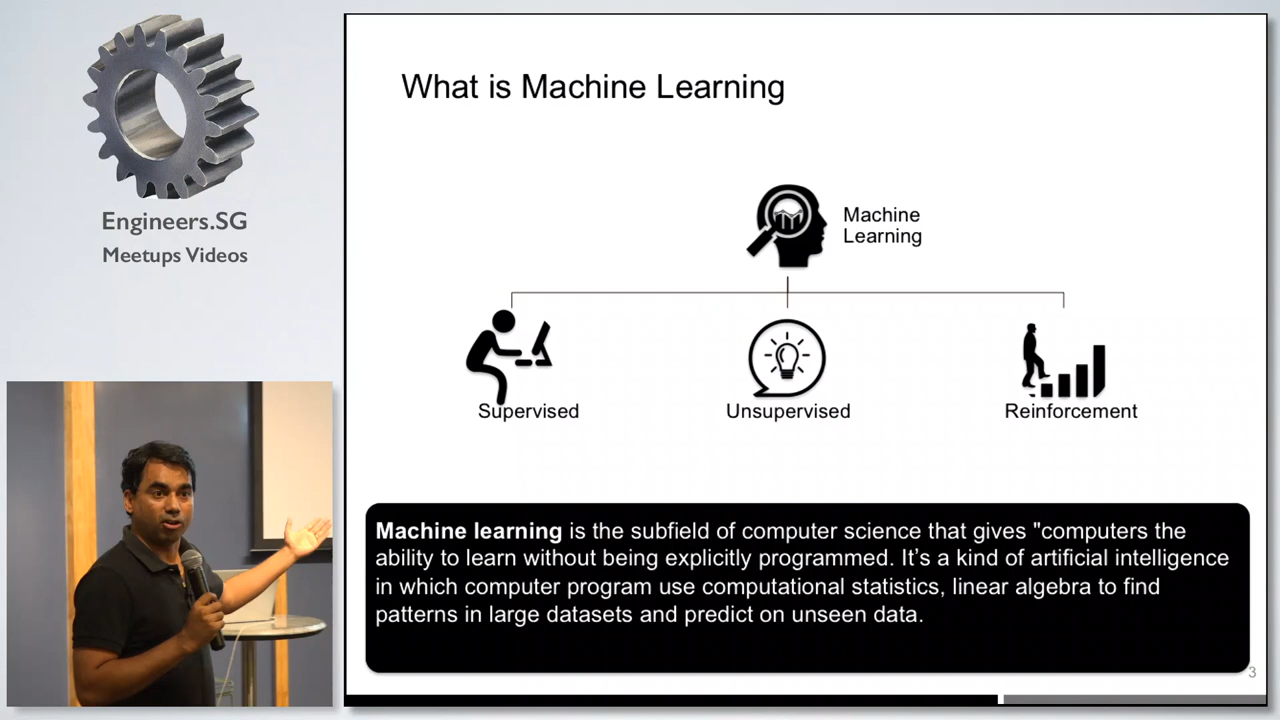 Engineers.SG
Meetups Videos
What is Machine Learning
Machine
Learning
Supervised
Unsupervised
Reinforcement
Machine learning is the subfield of computer science that gives "computers the
ability to learn without being explicitly programmed. It’s a kind of artificial intelligence
in which computer program use computational statistics, linear algebra to find
patterns in large datasets and predict on unseen data.
3